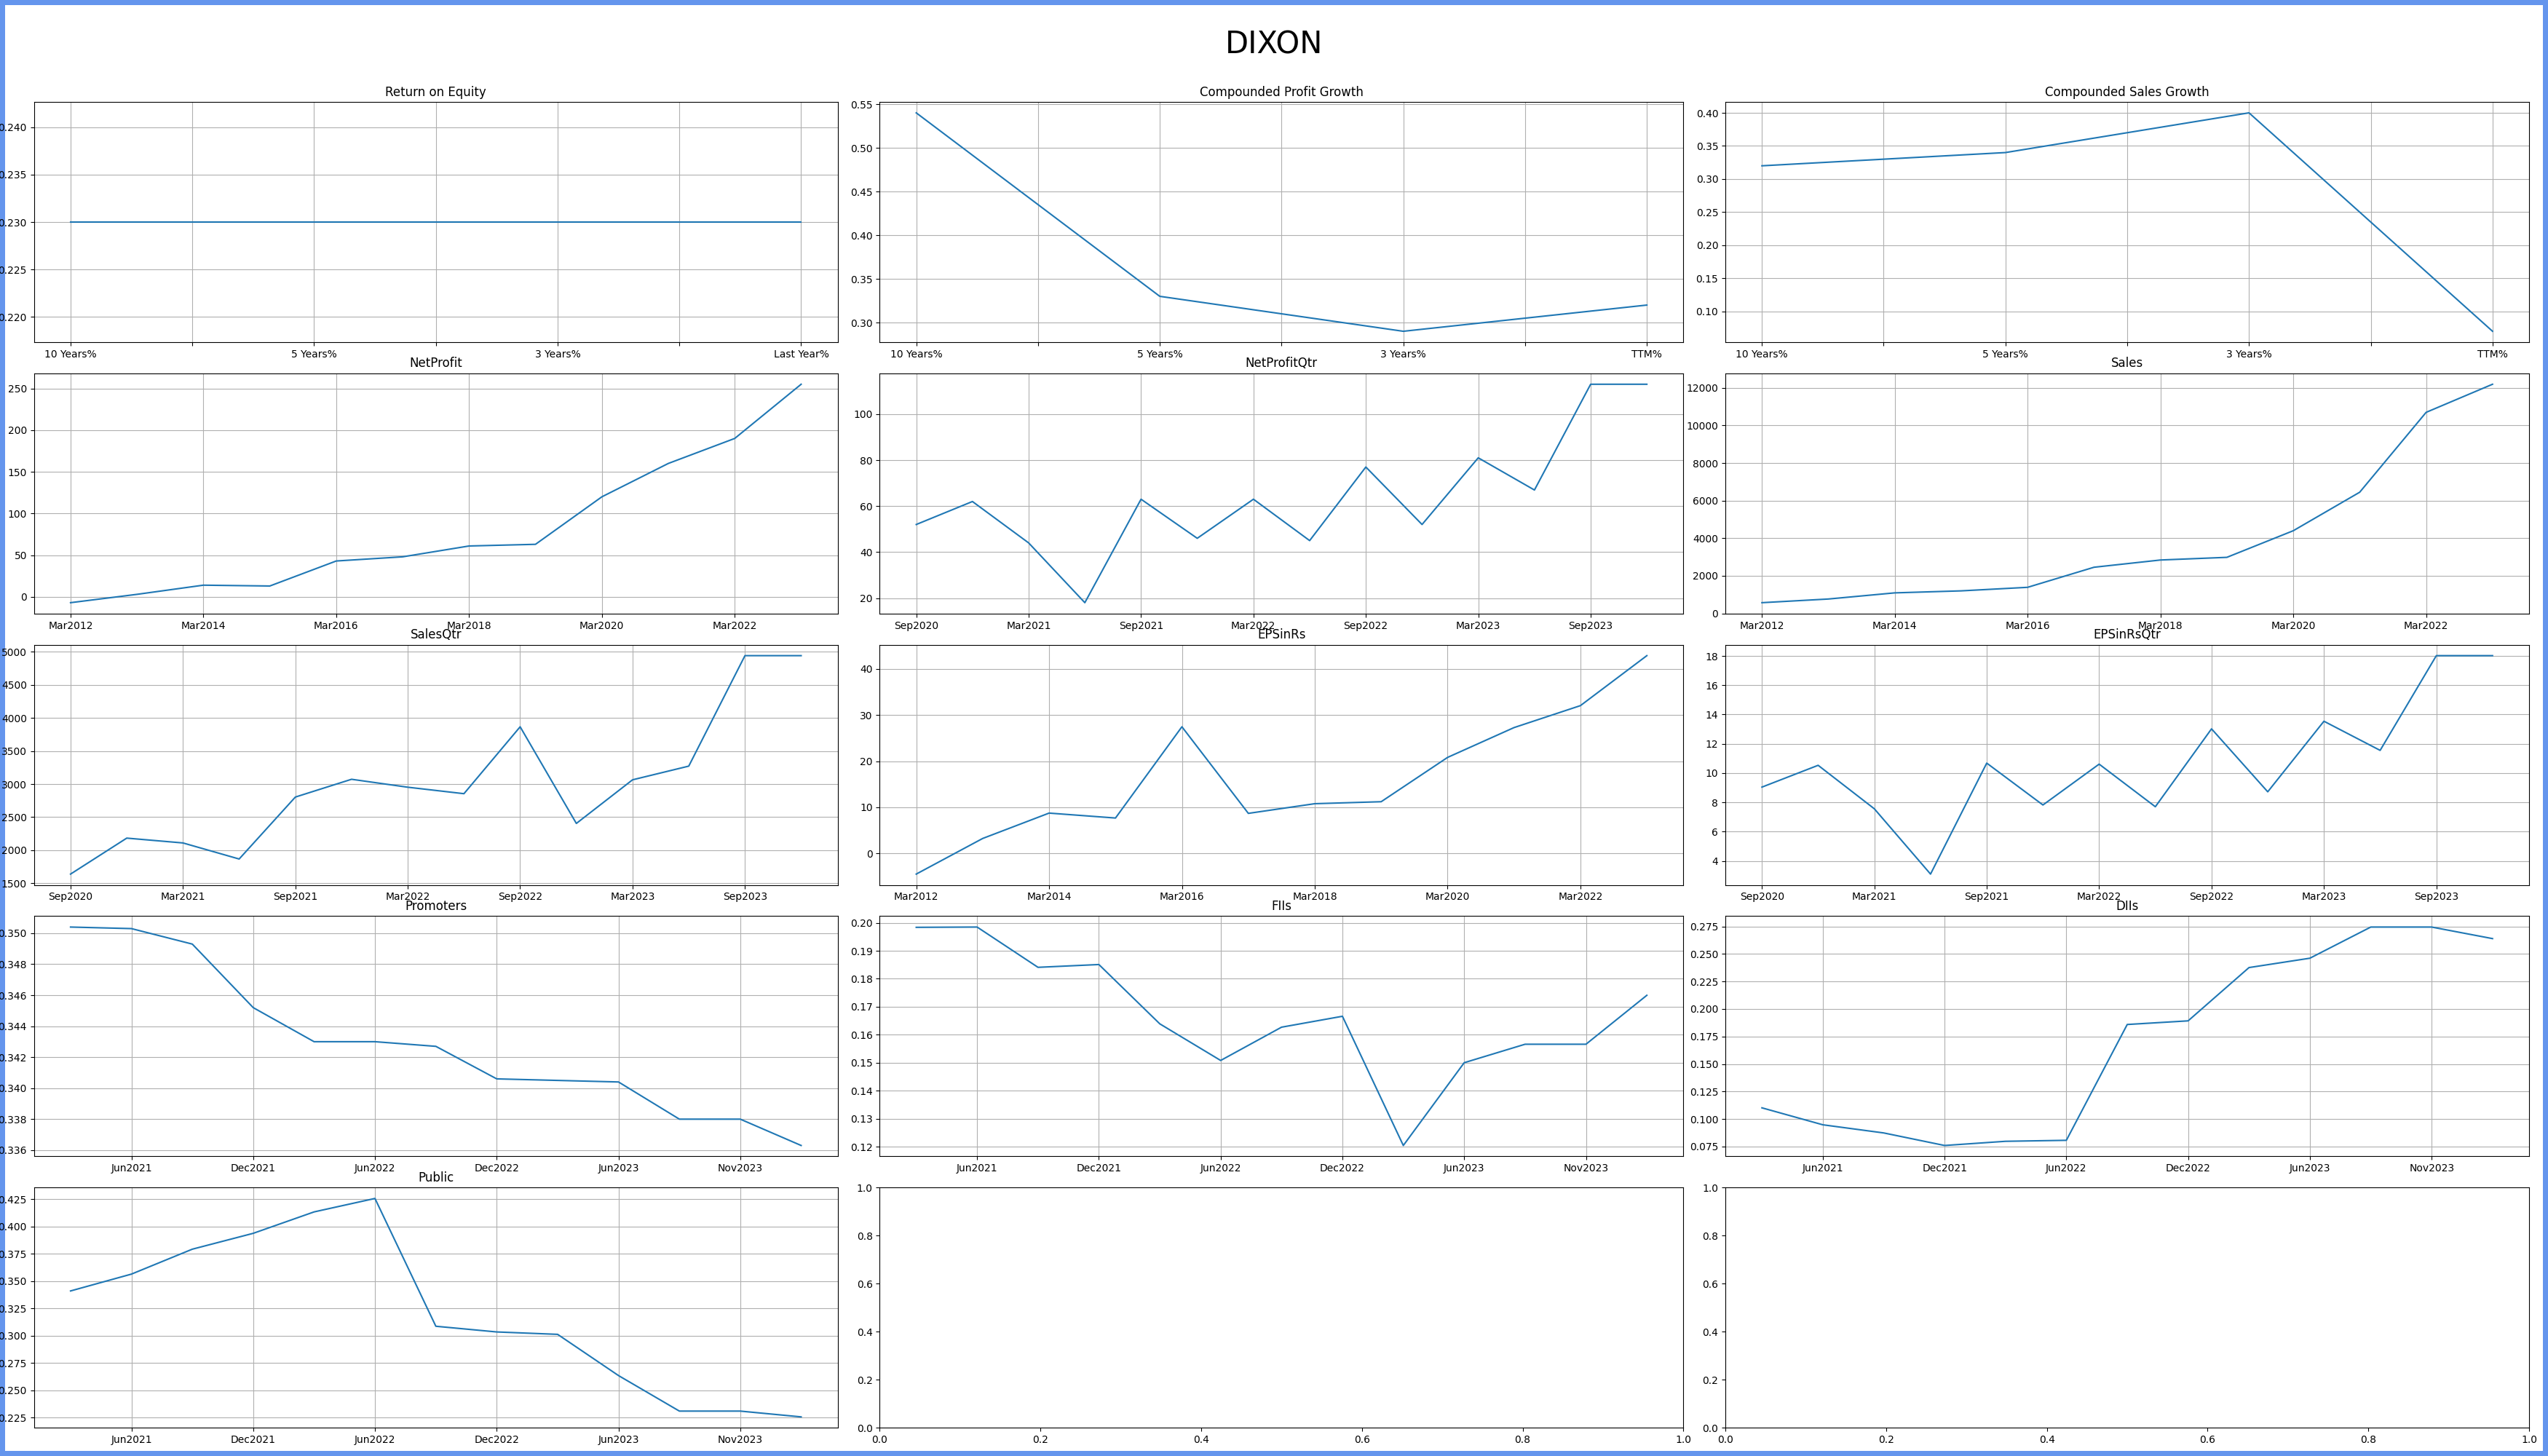 DIXON
Return on Equity
0.240
0.235
0.230
0.225
0.220
10 Years%
5 Years%
3 Years%
Last Year%
Compounded Profit Growth
0.55
0.50
0.45
0.40
0.35
0.30
10 Years%
5 Years%
3 Years%
TTM%
Compounded Sales Growth
0.40
0.35
0.30
0.25
0.20
0.15
0.10
10 Years%
5 Years%
3 Years%
TTM%
NetProfit
250
200
150
100
50
0
Mar2012
Mar2014
Mar2016
Mar2018
Mar2020
Mar2022
NetProfitQtr
100
80
60
40
20
Sep2020
Mar2021
Sep2021
Mar2022
Sep2022
Mar2023
Sep2023
Sales
12000
10000
8000
6000
4000
2000
0
Mar2012
Mar2014
Mar2016
Mar2018
Mar2020
Mar2022
SalesQtr
5000
4500
4000
3500
3000
2500
2000
1500
Sep2020
Mar2021
Sep2021
Mar2022
Sep2022
Mar2023
Sep2023
EPSinRs
40
30
20
10
0
Mar2012
Mar2014
Mar2016
Mar2018
Mar2020
Mar2022
EPSinRsQtr
18
16
14
12
10
8
6
4
Sep2020
Mar2021
Sep2021
Mar2022
Sep2022
Mar2023
Sep2023
Promoters
0.350
0.348
0.346
0.344
0.342
0.340
0.338
0.336
Jun2021
Dec2021
Jun2022
Dec2022
Jun2023
Nov2023
FIIs
0.20
0.19
0.18
0.17
0.16
0.15
0.14
0.13
0.12
Jun2021
Dec2021
Jun2022
Dec2022
Jun2023
Nov2023
DIIs
0.275
0.250
0.225
0.200
0.175
0.150
0.125
0.100
0.075
Jun2021
Dec2021
Jun2022
Dec2022
Jun2023
Nov2023
Public
0.425
0.400
0.375
0.350
0.325
0.300
0.275
0.250
0.225
Jun2021
Dec2021
Jun2022
Dec2022
Jun2023
Nov2023
1.0
0.8
0.6
0.4
0.2
0.0
0.0
0.2
0.4
0.6
0.8
1.0
1.0
0.8
0.6
0.4
0.2
0.0
0.0
0.2
0.4
0.6
0.8
1.0